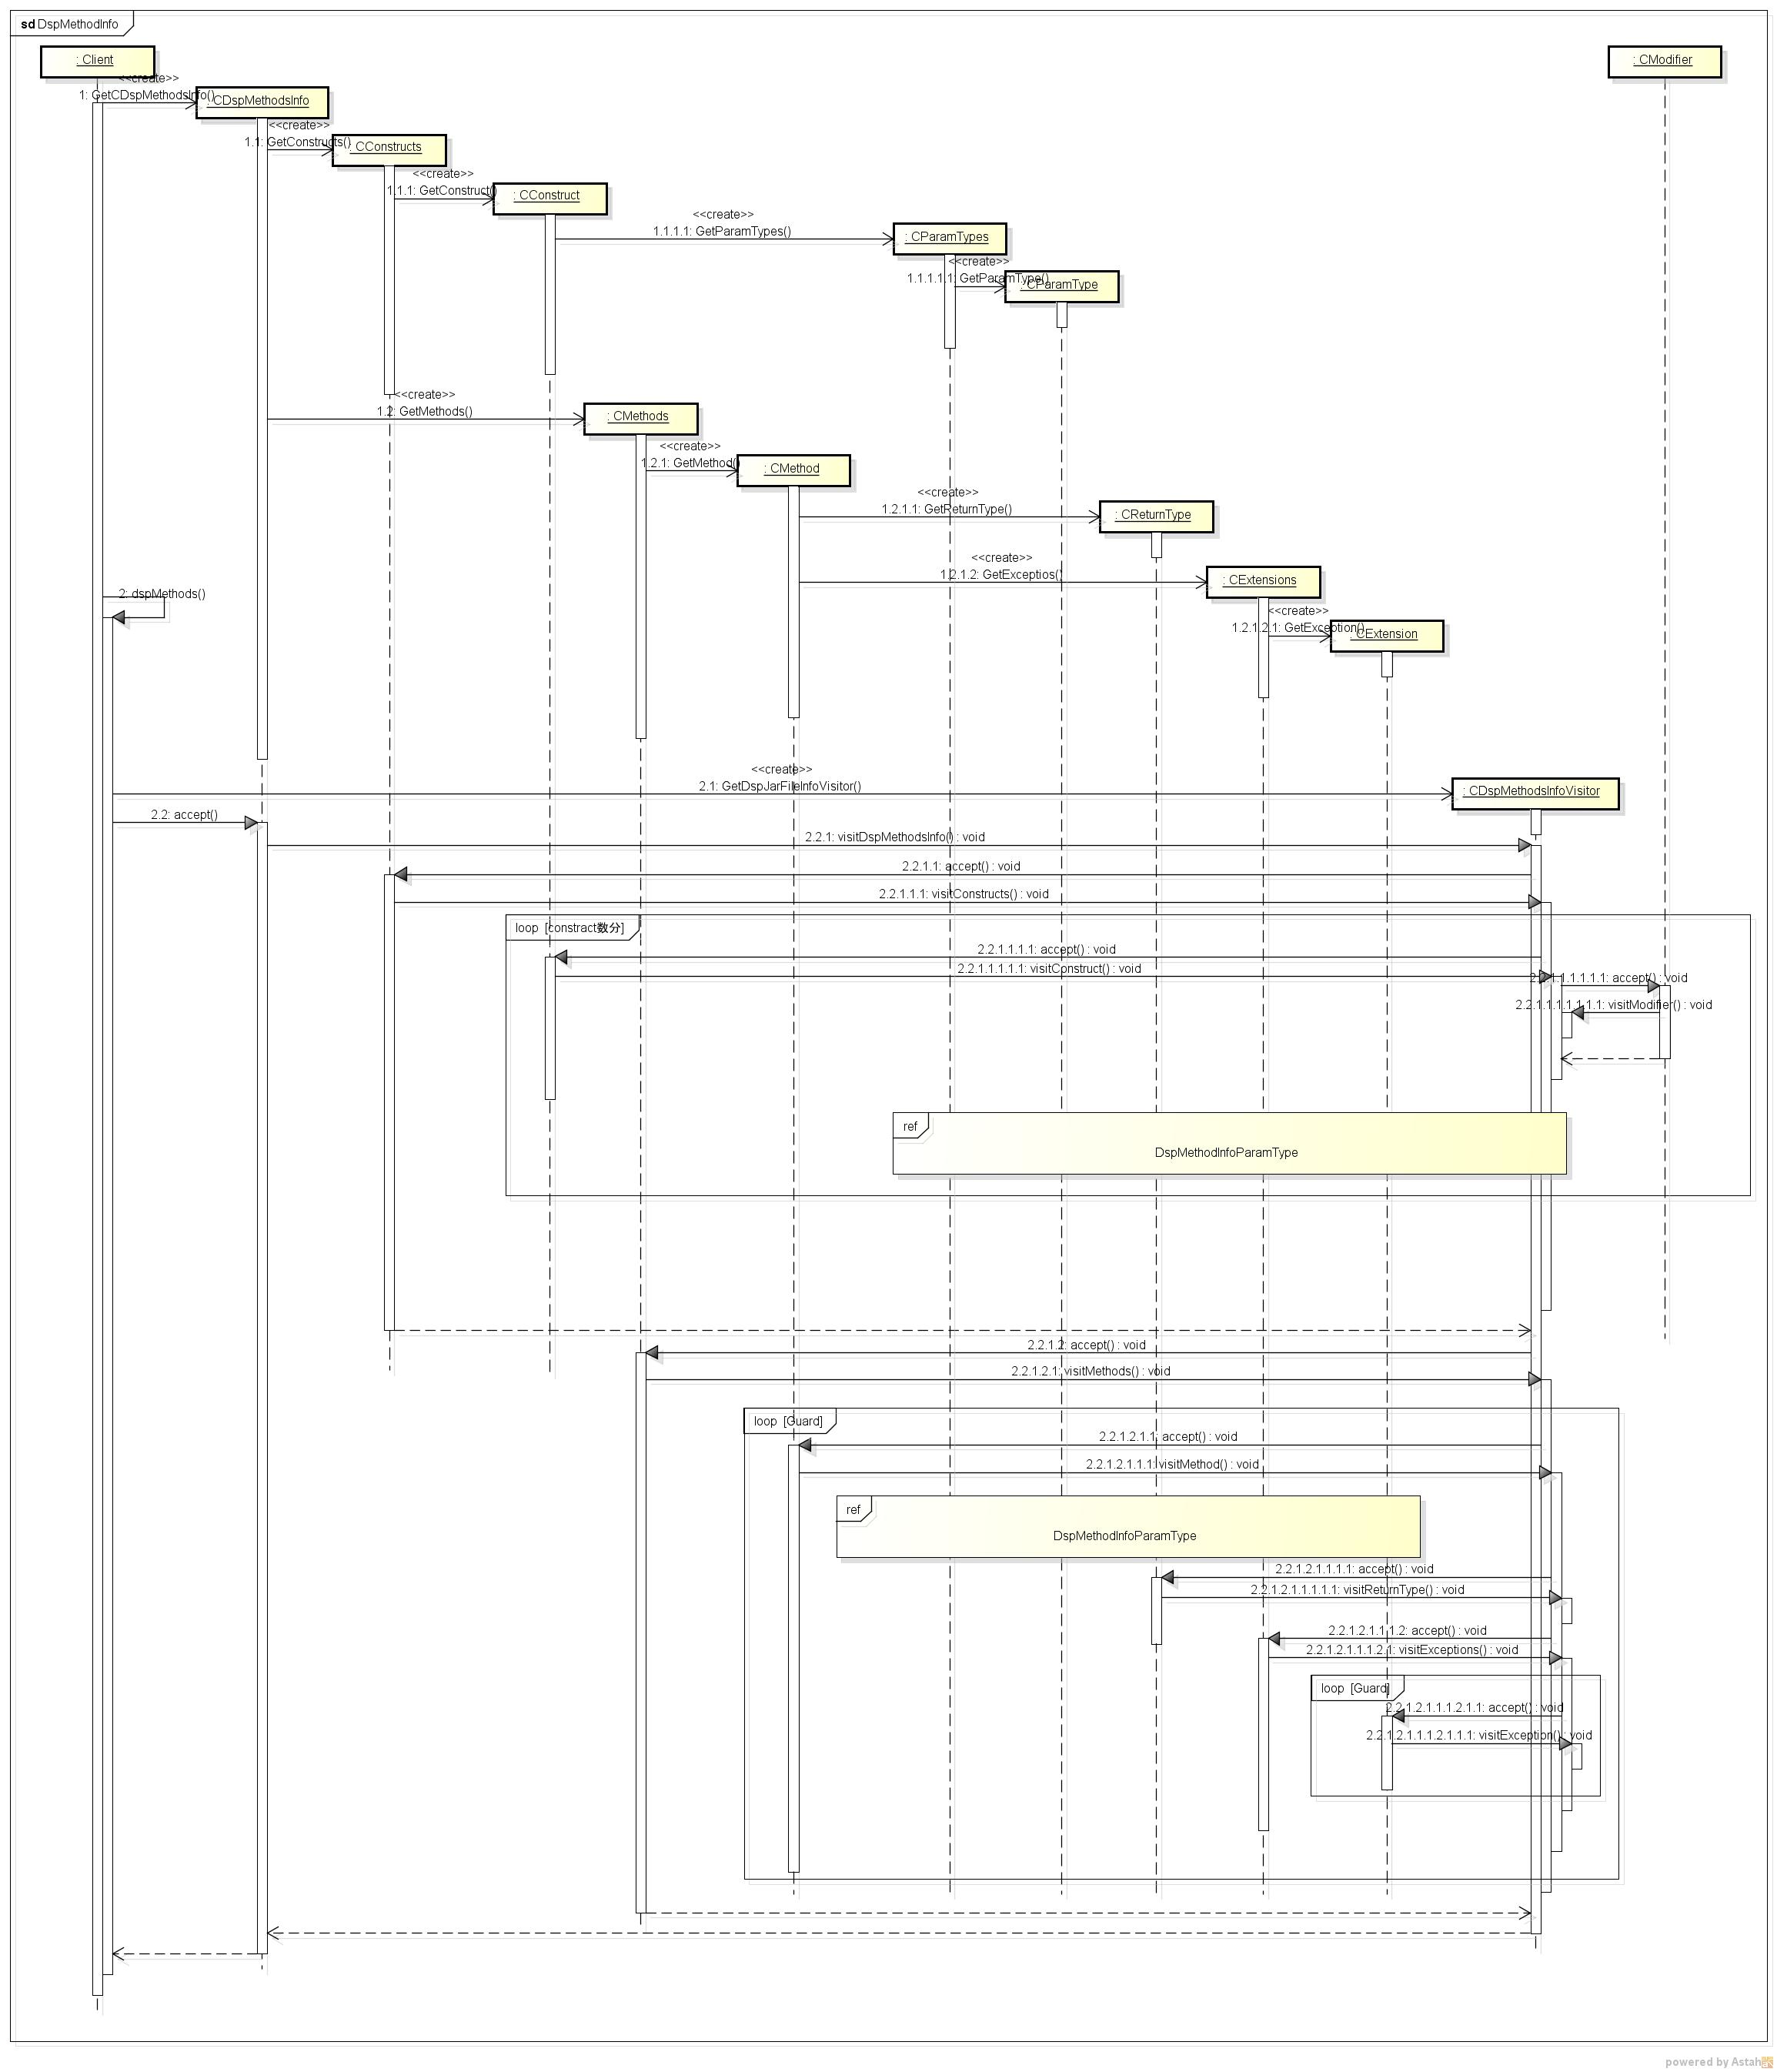 sd DspMethodInfo
: Client
: CModifier
<<create>>
1: GetCDspMethodsInfo()
: CDspMethodsInfo
<<create>>
1.1: GetConstructs()
: CConstructs
<<create>>
1.1.1: GetConstruct()
: CConstruct
<<create>>
1.1.1.1: GetParamTypes()
: CParamTypes
<<create>>
1.1.1.1.1: GetParamType()
: CParamType
<<create>>
1.2: GetMethods()
: CMethods
<<create>>
1.2.1: GetMethod()
: CMethod
<<create>>
1.2.1.1: GetReturnType()
: CReturnType
<<create>>
1.2.1.2: GetExceptios()
: CExtensions
2: dspMethods()
<<create>>
1.2.1.2.1: GetException()
: CExtension
<<create>>
2.1: GetDspJarFileInfoVisitor()
: CDspMethodsInfoVisitor
2.2: accept()
2.2.1: visitDspMethodsInfo() : void
2.2.1.1: accept() : void
2.2.1.1.1: visitConstructs() : void
loop [constract数分]
2.2.1.1.1.1: accept() : void
2.2.1.1.1.1.1: visitConstruct() : void
2.2.1.1.1.1.1.1: accept() : void
2.2.1.1.1.1.1.1.1: visitModifier() : void
ref
DspMethodInfoParamType
2.2.1.2: accept() : void
2.2.1.2.1: visitMethods() : void
loop [Guard]
2.2.1.2.1.1: accept() : void
2.2.1.2.1.1.1: visitMethod() : void
ref
DspMethodInfoParamType
2.2.1.2.1.1.1.1: accept() : void
2.2.1.2.1.1.1.1.1: visitReturnType() : void
2.2.1.2.1.1.1.2: accept() : void
2.2.1.2.1.1.1.2.1: visitExceptions() : void
loop [Guard]
2.2.1.2.1.1.1.2.1.1: accept() : void
2.2.1.2.1.1.1.2.1.1.1: visitException() : void
powered by Astah